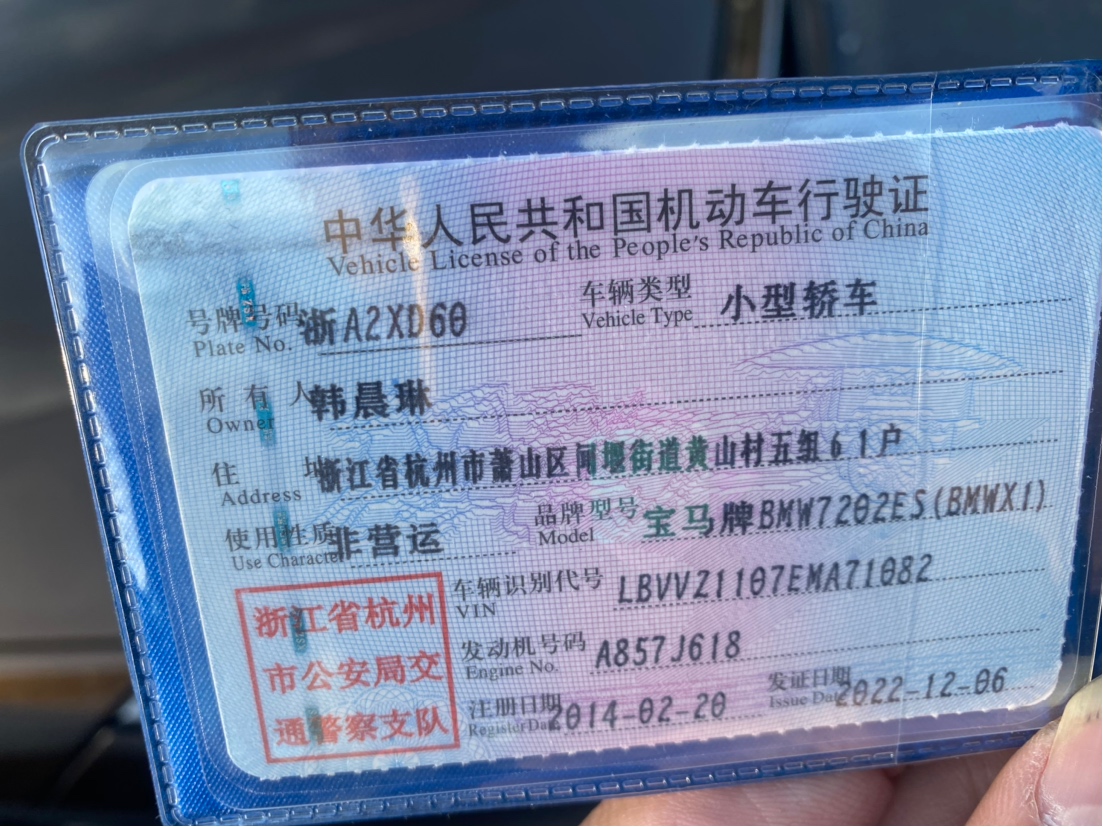 中华人民共和国机动车行驶证
Vehicle License of the People's Republic of China
号牌号码 浙A2XD60 车辆类型 小型轿车
Plate No. Vehicle Type
所有人 韩晨琳
Owner
住址 浙江省杭州市萧山区闻堰街道黄山村五组61户
Address
使用性质 非营运 品牌型号 宝马牌BMW7202ES(BMWX1)
Use Character Model
浙江省杭州
市公安局交
通警察支队
车辆识别代号 LBVVZ1107EMA71082
VIN
发动机号码 A857J618
Engine No.
注册日期 2014-02-20 发证日期 2022-12-06
Register Date Issue Date